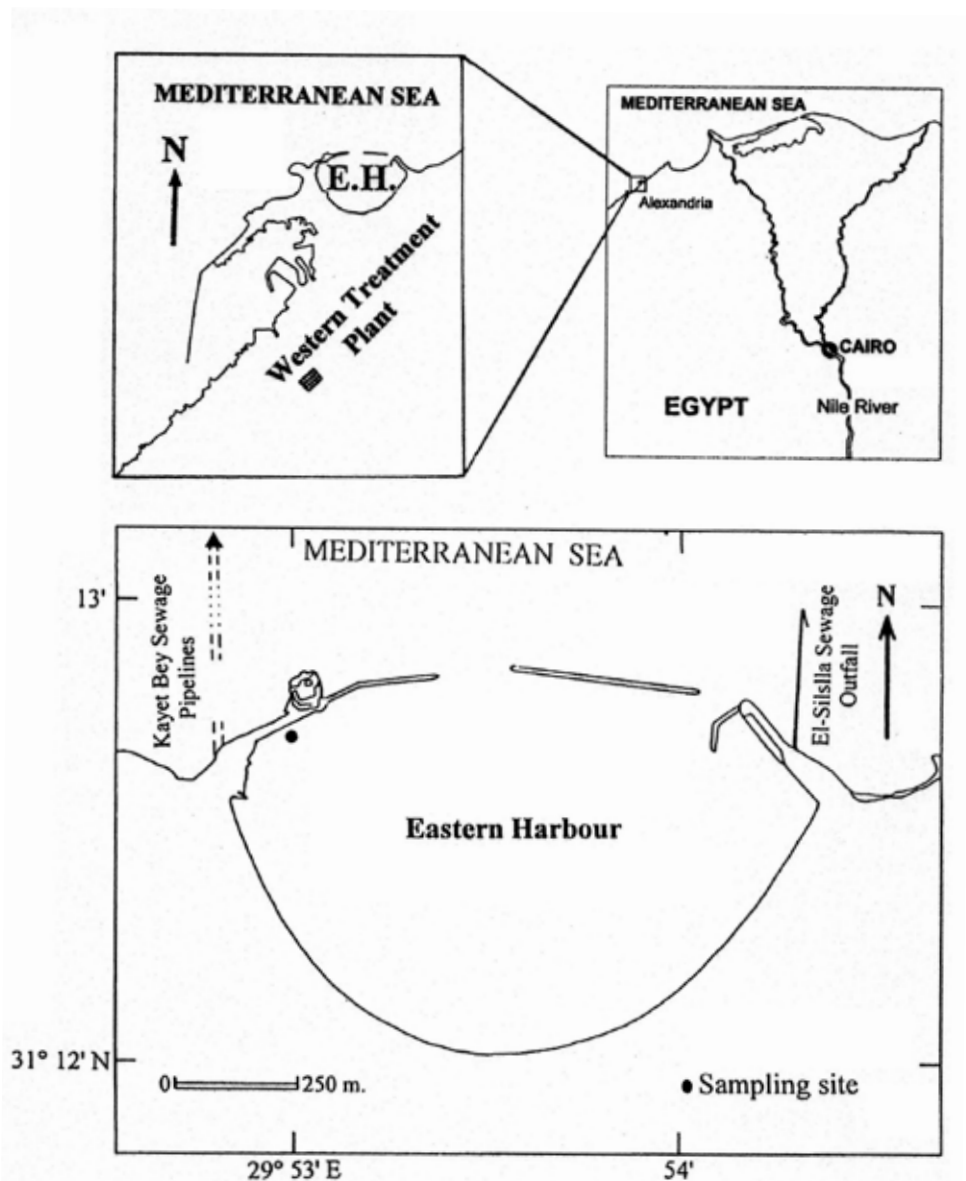 MEDITERRANEAN SEA
N
E.H.
Western Treatment
Plant
MEDITERRANEAN SEA
Alexandria
CAIRO
EGYPT
Nile River
MEDITERRANEAN SEA
13'
Kayet Bey Sewage
Pipelines
El-Silslla Sewage
Outfall
N
Eastern Harbour
31° 12' N
0 250 m.
Sampling site
29° 53' E
54'